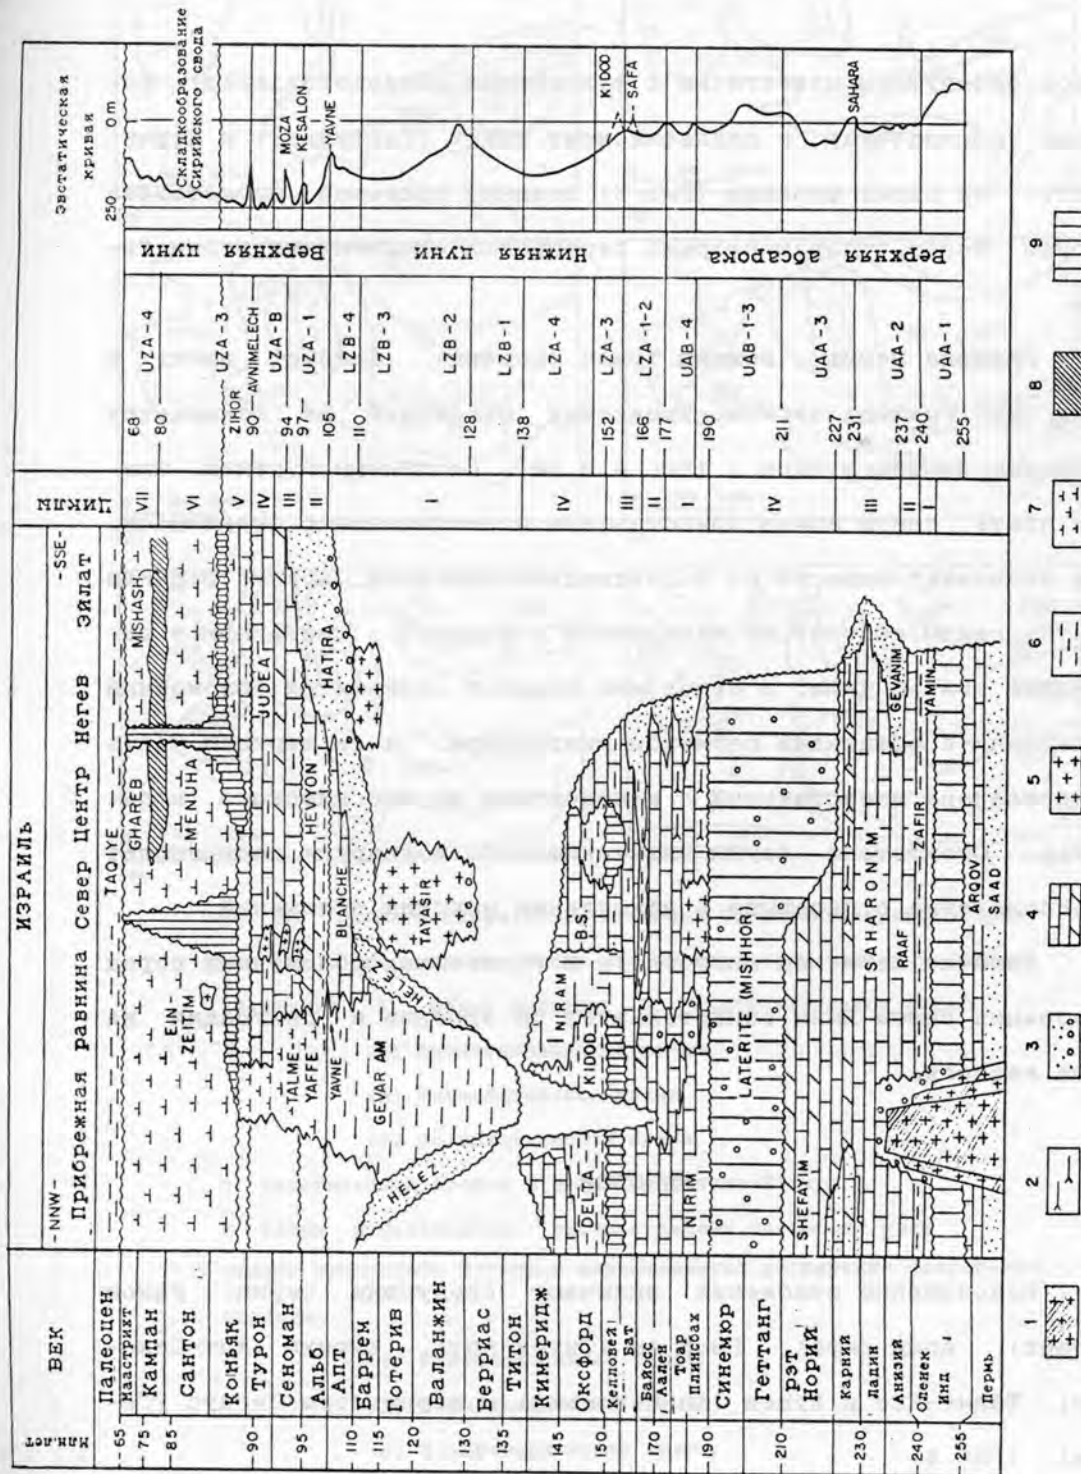 ИЗРАИЛЬ
ВЕК
-NNW-
-SSE-
Прибрежная равнина Север Центр Негев Эйлат
Циклы
Эвстатическая
кривая
250
0 m
Складкообразование
Сирийского свода
Млн.лет
65
75
85
90
95
100
110
115
120
130
140
145
150
160
170
190
210
230
240
255
Палеоцен
Маастрихт
Кампан
Сантон
Коньяк
Турон
Сеноман
Альб
Апт
Баррем
Готерив
Валанжин
Берриас
Титон
Кимеридж
Оксфорд
Келловей
Бат
Байосс
Аален
Тоар
Плинсбах
Синемюр
Геттанг
Рэт
Норий
Карний
Ладин
Анизий
Оленек
Инд
Пермь
TAQIYE
GHAREB
MISHASH
MENUHA
EIN-
ZEITIM
JUDEA
TALME-
YAFFE
HEVYON
HATIRA
YAVNE
BLANCHE
GEVAR AM
HELEZ
HELEZ
TAYASIR
NIRAM
DELTA
KIDOD
NIRIM
LATERITE (MISHHOR)
SHEFAYIM
SAHARONIM
RAAF
GEVANIM
ZAFIR
YAMIN
ARQOV
SAAD
VII
VI
V
IV
III
II
I
IV
III
II
I
IV
III
II
I
68
UZA-4
80
UZA-3
ZIHOR
90
AVNIMELECH
UZA-B
94
97
UZA-1
105
LZB-4
110
LZB-3
LZB-2
128
LZB-1
138
LZA-4
152
LZA-3
166
LZA-1-2
177
UAB-4
190
UAB-1-3
211
UAA-3
227
231
UAA-2
237
240
UAA-1
255
Верхняя
цуни
Верхняя
Нижняя
цуни
Верхняя
абсарока
Верхняя
MOZA
KESALON
YAVNE
KIDOD
SAFA
SAHARA
1
2
3
4
5
6
7
8
9